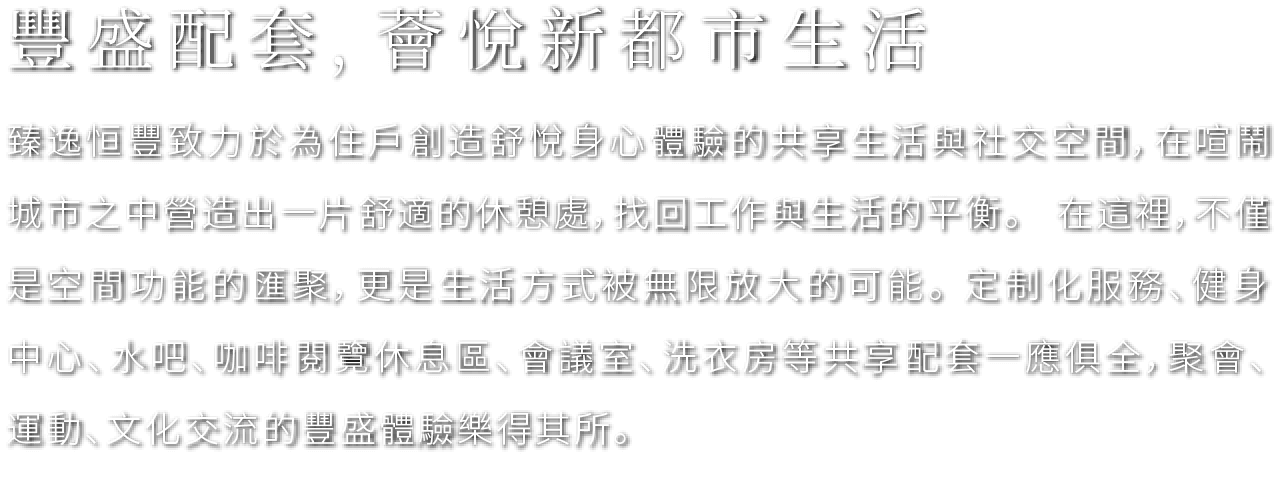 豐盛配套，薈悅新都市生活
臻逸恒豐致力於為住戶創造舒悅身心體驗的共享生活與社交空間，在喧鬧
城市之中營造出一片舒適的休憩處，找回工作與生活的平衡。 在這裡，不僅
是空間功能的匯聚，更是生活方式被無限放大的可能。定制化服務、健身
中心、水吧、咖啡閱覽休息區、會議室、洗衣房等共享配套一應俱全，聚會、
運動、文化交流的豐盛體驗樂得其所。